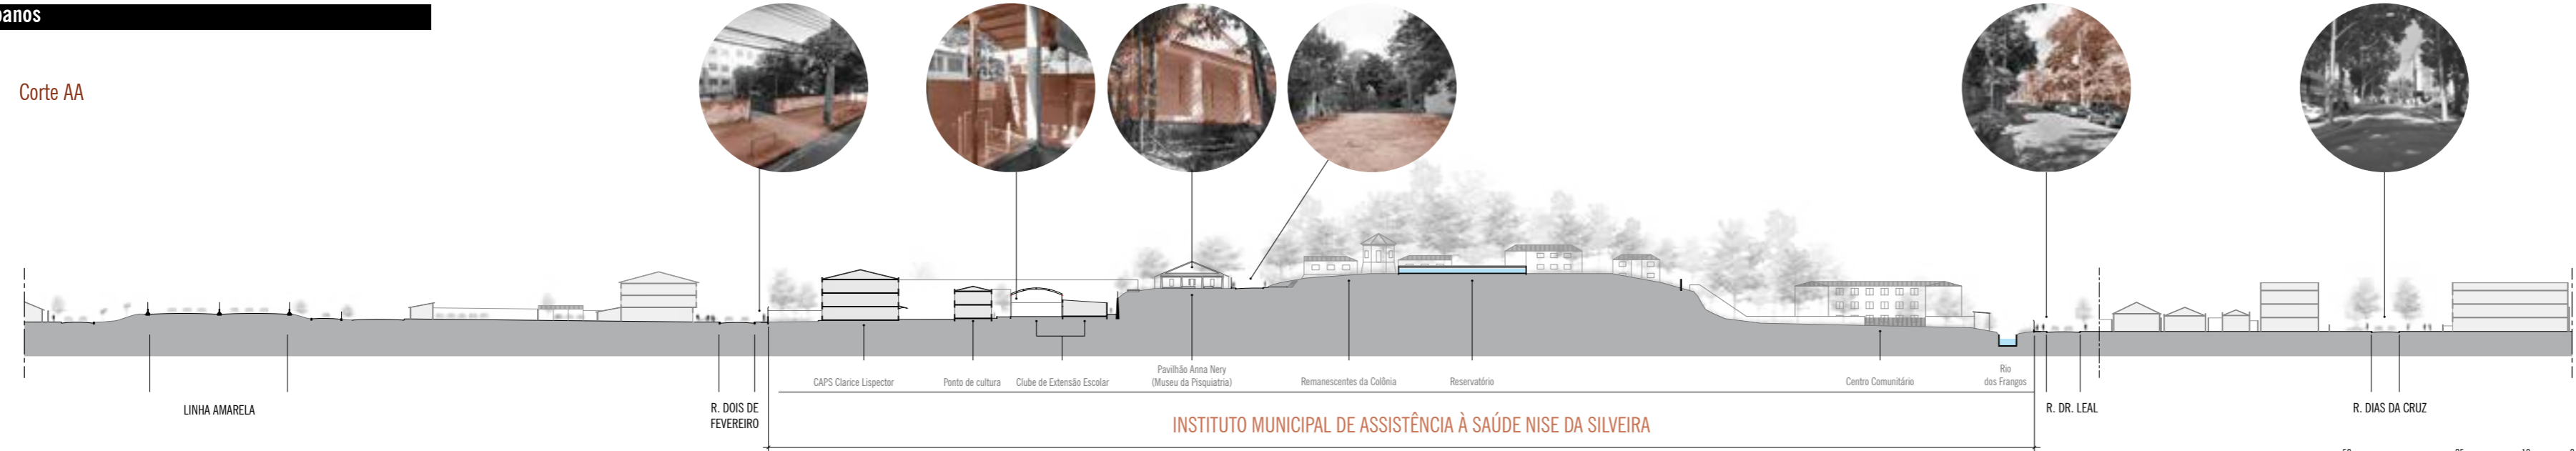 Corte AA
CAPS Clarice Lispector
Ponto de cultura
Clube de Extensão Escolar
Pavilhão Anna Nery
(Museu da Pisquiatria)
Remanescentes da Colônia
Reservatório
Centro Comunitário
Rio
dos Frangos
LINHA AMARELA
R. DOIS DE
FEVEREIRO
INSTITUTO MUNICIPAL DE ASSISTÊNCIA À SAÚDE NISE DA SILVEIRA
R. DR. LEAL
R. DIAS DA CRUZ